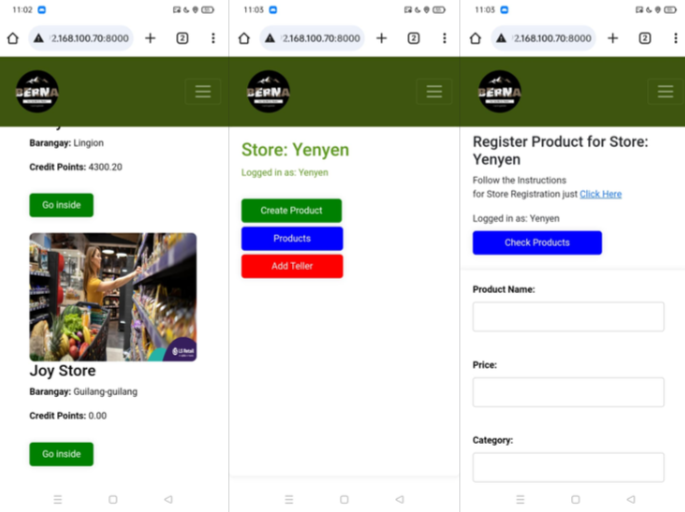 11:02
2.168.100.70:8000
2
BERNA
Barangay: Lingion
Credit Points: 4300.20
Go inside
Joy Store
Barangay: Guilang-guilang
Credit Points: 0.00
Go inside
11:03
2.168.100.70:8000
2
BERNA
Store: Yenyen
Logged in as: Yenyen
Create Product
Products
Add Teller
11:03
2.168.100.70:8000
2
BERNA
Register Product for Store:
Yenyen
Follow the Instructions
for Store Registration just Click Here
Logged in as: Yenyen
Check Products
Product Name:
Price:
Category: